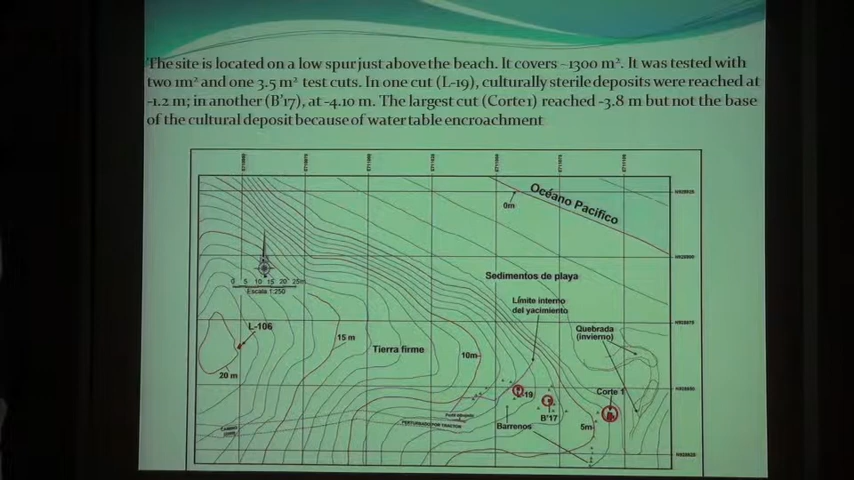 The site is located on a low spur just above the beach. It covers ~1300 m². It was tested with
two 1m² and one 3.5 m² test cuts. In one cut (L-19), culturally sterile deposits were reached at
-1.2 m; in another (B'17), at -4.10 m. The largest cut (Corte1) reached -3.8 m but not the base
of the cultural deposit because of water table encroachment
Océano Pacífico
0m
0 5 10 15 20 25m
Escala 1:250
Sedimentos de playa
Límite interno
del yacimiento
Quebrada
(invierno)
L-106
15 m
Tierra firme
10m
20 m
Corte 1
L-19
B'17
Barrenos
5m
PERTURBADO POR TRACTOR